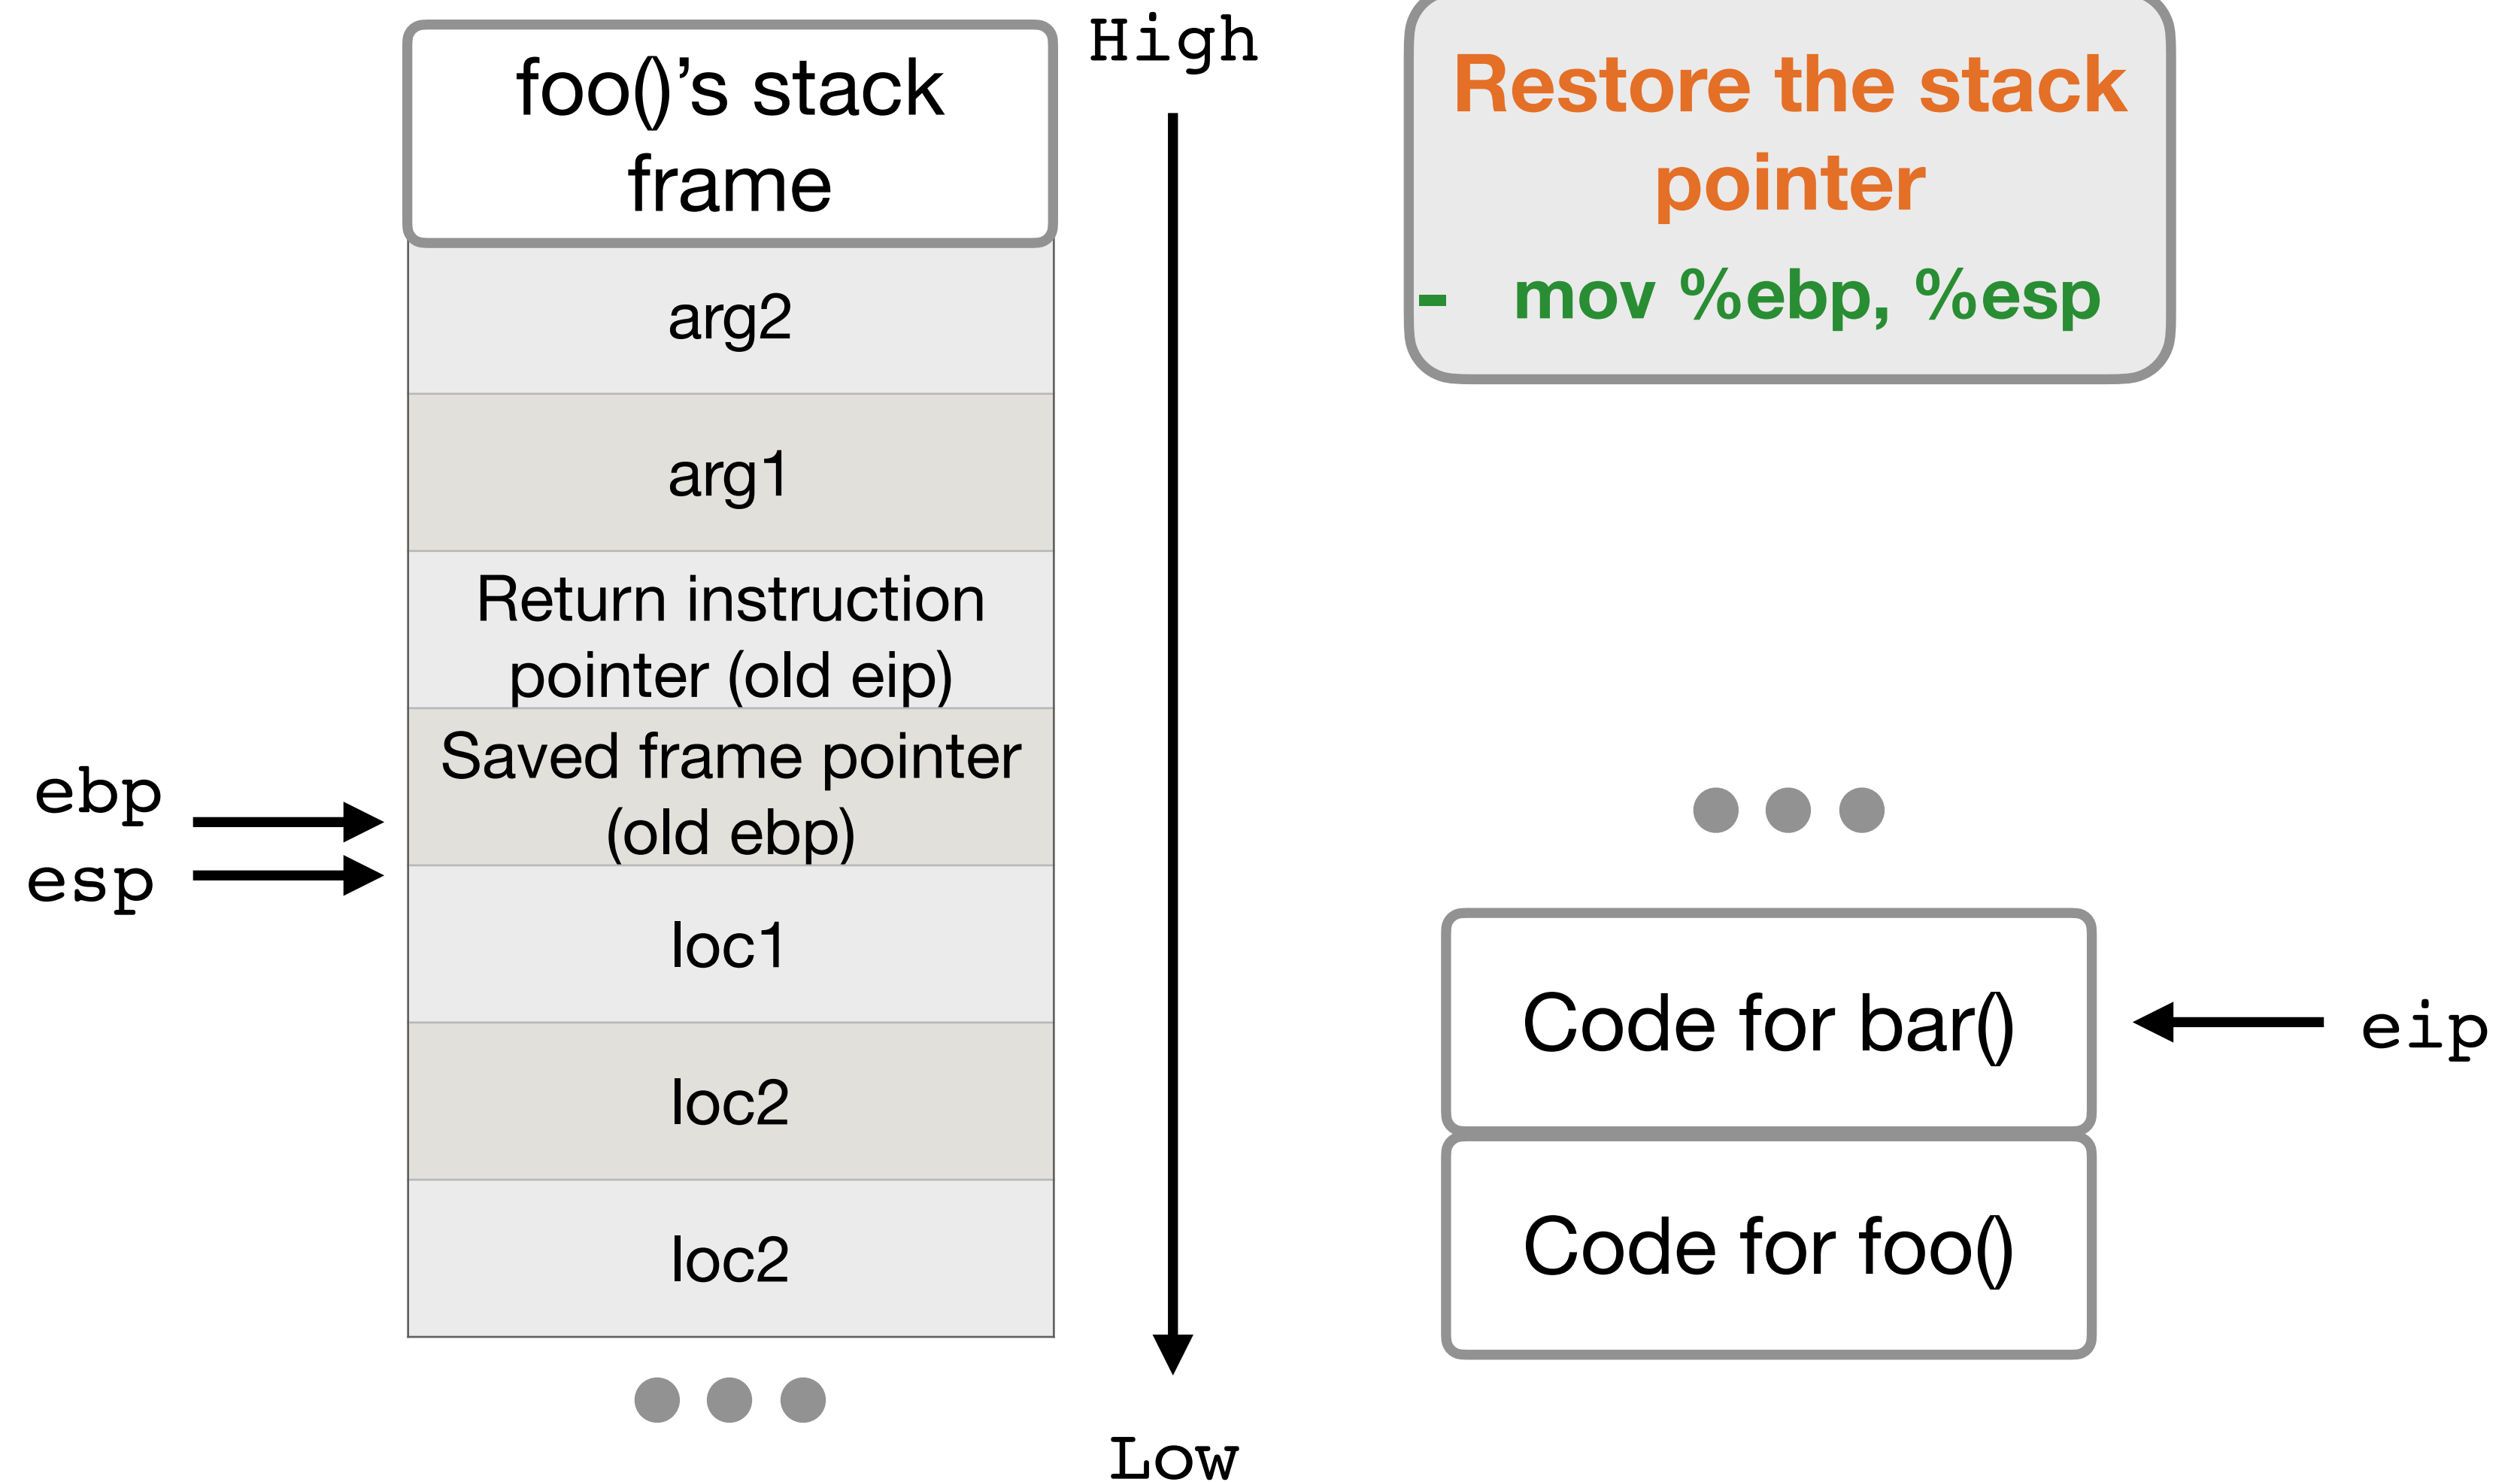 foo()’s stack
frame
arg2
arg1
Return instruction
pointer (old eip)
Saved frame pointer
(old ebp)
loc1
loc2
loc2
ebp
esp
High
Low
Restore the stack
pointer
- mov %ebp, %esp
Code for bar()
Code for foo()
eip